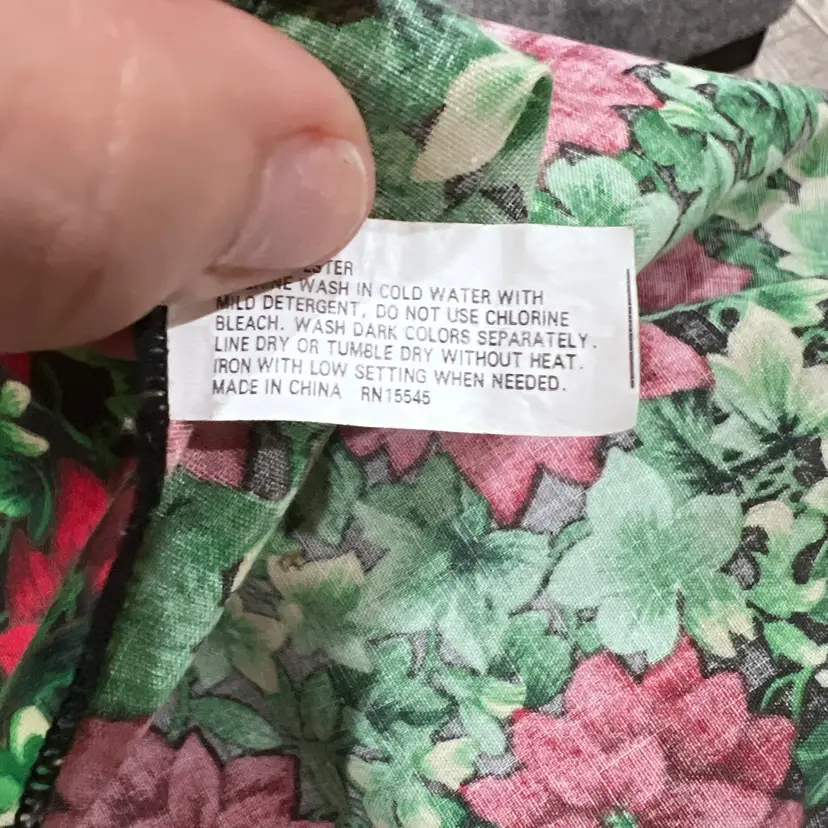 WASH IN COLD WATER WITH
MILD DETERGENT, DO NOT USE CHLORINE
BLEACH. WASH DARK COLORS SEPARATELY.
LINE DRY OR TUMBLE DRY WITHOUT HEAT.
IRON WITH LOW SETTING WHEN NEEDED.
MADE IN CHINA RN15545